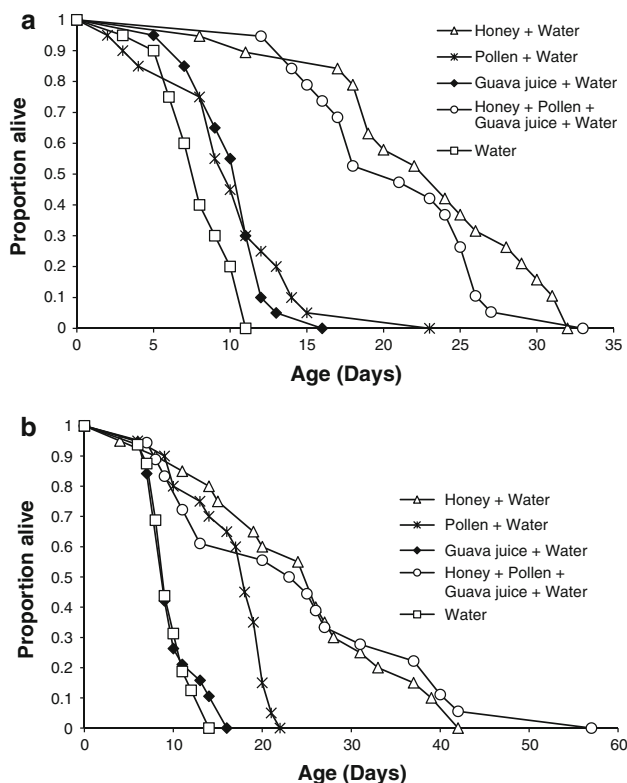 a
1
0.9
0.8
0.7
0.6
0.5
0.4
0.3
0.2
0.1
0
Proportion alive
0 5 10 15 20 25 30 35
Age (Days)
Honey + Water
Pollen + Water
Guava juice + Water
Honey + Pollen +
Guava juice + Water
Water
b
1
0.9
0.8
0.7
0.6
0.5
0.4
0.3
0.2
0.1
0
Proportion alive
0 10 20 30 40 50 60
Age (Days)
Honey + Water
Pollen + Water
Guava juice + Water
Honey + Pollen +
Guava juice + Water
Water